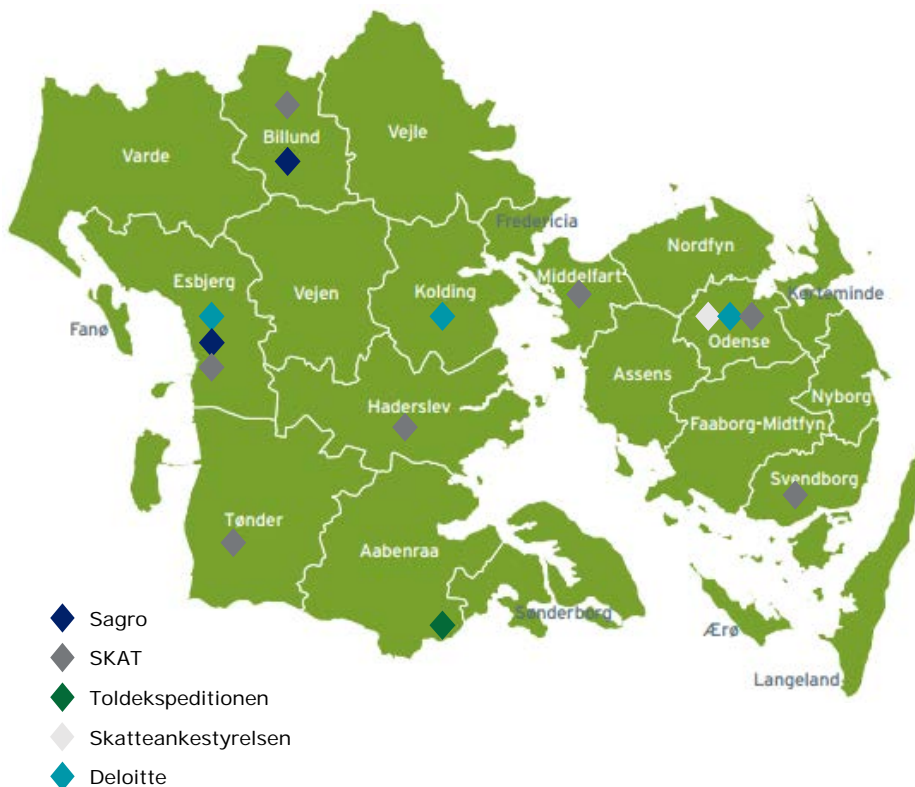 Billund
Vejle
Varde
Fredericia
Nordfyn
Middelfart
Esbjerg
Vejen
Kolding
Kerteminde
Fanø
Odense
Assens
Nyborg
Haderslev
Faaborg-Midtfyn
Svendborg
Tønder
Aabenraa
Sønderborg
Ærø
Langeland
Sagro
SKAT
Toldekspeditionen
Skatteankestyrelsen
Deloitte